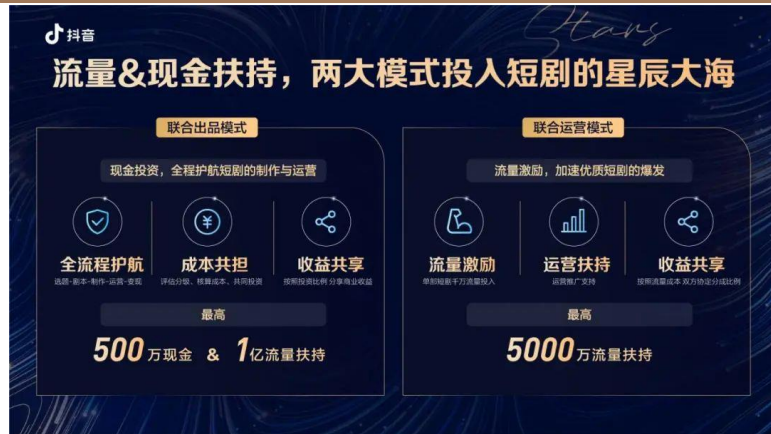 抖音
Stars
流量&现金扶持，两大模式投入短剧的星辰大海
联合出品模式
现金投资，全程护航短剧的制作与运营
全流程护航
选题-剧本-制作-运营-变现
成本共担
评估分级、核算成本、共同投资
收益共享
按照投资比例 分享商业收益
最高
500万现金 & 1亿流量扶持
联合运营模式
流量激励，加速优质短剧的爆发
流量激励
单部短剧千万流量投入
运营扶持
运营推广支持
收益共享
按照流量成本 双方协定分成比例
最高
5000万流量扶持